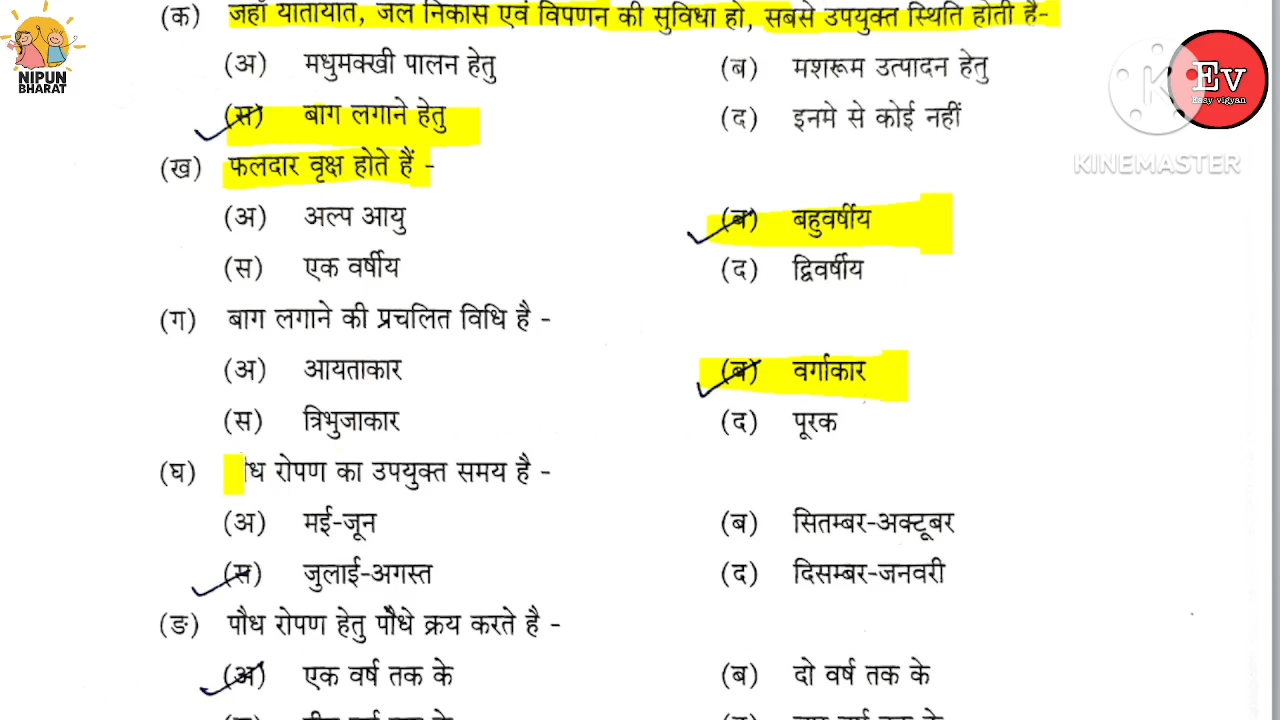 NIPUN
BHARAT
Ev
Easy vigyan
KINEMASTER
(क) जहाँ यातायात, जल निकास एवं विपणन की सुविधा हो, सबसे उपयुक्त स्थिति होती है-
(अ) मधुमक्खी पालन हेतु (ब) मशरूम उत्पादन हेतु
(स) बाग लगाने हेतु (द) इनमे से कोई नहीं
(ख) फलदार वृक्ष होते हैं -
(अ) अल्प आयु (ब) बहुवर्षीय
(स) एक वर्षीय (द) द्विवर्षीय
(ग) बाग लगाने की प्रचलित विधि है -
(अ) आयताकार (ब) वर्गाकार
(स) त्रिभुजाकार (द) पूरक
(घ) पौध रोपण का उपयुक्त समय है -
(अ) मई-जून (ब) सितम्बर-अक्टूबर
(स) जुलाई-अगस्त (द) दिसम्बर-जनवरी
(ङ) पौध रोपण हेतु पौधे क्रय करते है -
(अ) एक वर्ष तक के (ब) दो वर्ष तक के